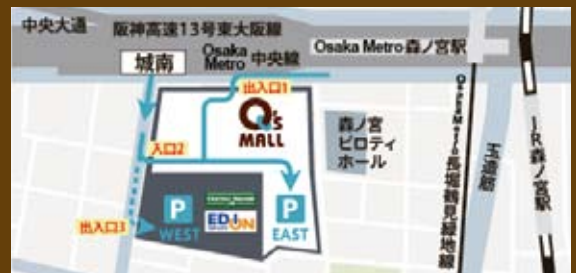 中央大通
阪神高速13号東大阪線
城南
Osaka Metro 中央線
Osaka Metro 森ノ宮駅
出入口1
Q's MALL
森ノ宮
ピロティ
ホール
入口2
P
WEST
EDION
P
EAST
出入口3
Osaka Metro 長堀鶴見緑地線
玉造筋
JR森ノ宮駅